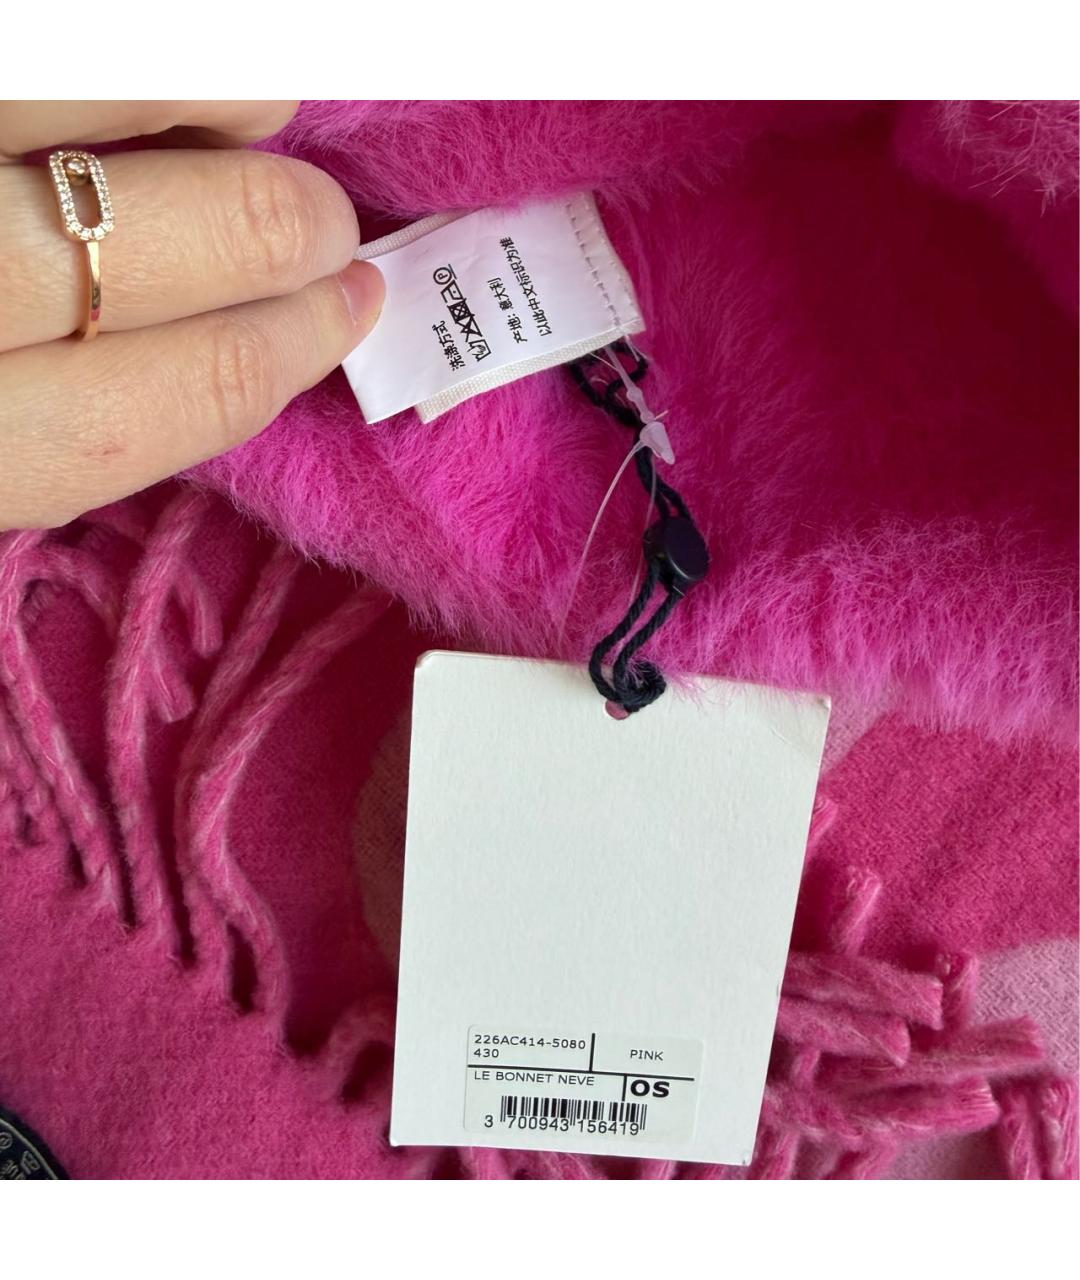 洗涤方式
产地: 意大利
以此中文标识为准
P
226AC414-5080
430
PINK
LE BONNET NEVE
OS
3 700943 156419